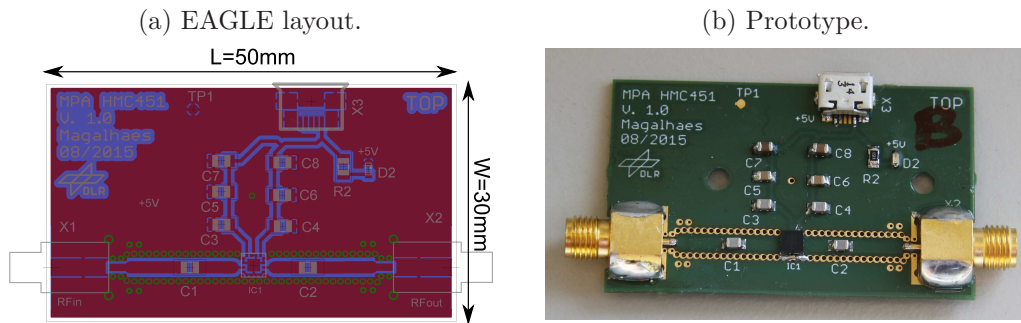 (a) EAGLE layout.
L=50mm
MPA HMC451
V. 1.0
Magalhaes
08/2015
DLR
TP1
X3
TOP
+5V
C7
C8
R2
D2
C5
C6
+5V
C3
C4
X1
X2
C1
IC1
C2
RFin
RFout
W=30mm
(b) Prototype.
MPA HMC451
V. 1.0
Magalhaes
08/2015
DLR
TP1
X3
TOP
B
+5V
+5V
C7
C8
R2
D2
C5
C6
C3
C4
X2
C1
IC1
C2